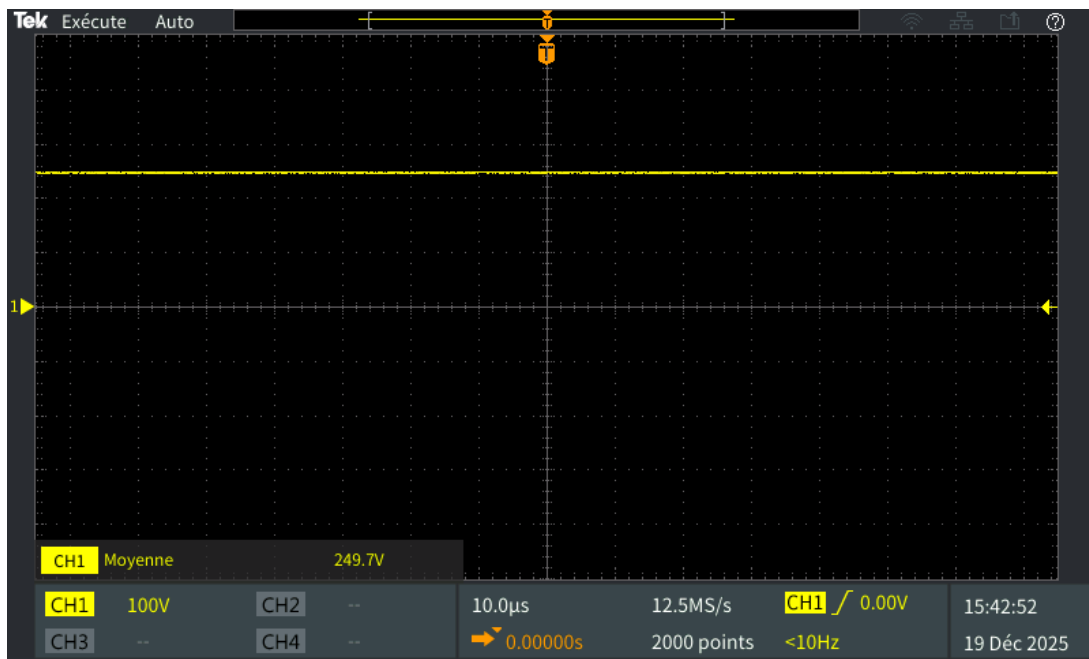 Tek Exécute Auto
T
1
CH1 Moyenne 249.7V
CH1 100V CH2 -- 10.0µs 12.5MS/s CH1 0.00V 15:42:52
CH3 -- CH4 -- 0.00000s 2000 points <10Hz 19 Déc 2025